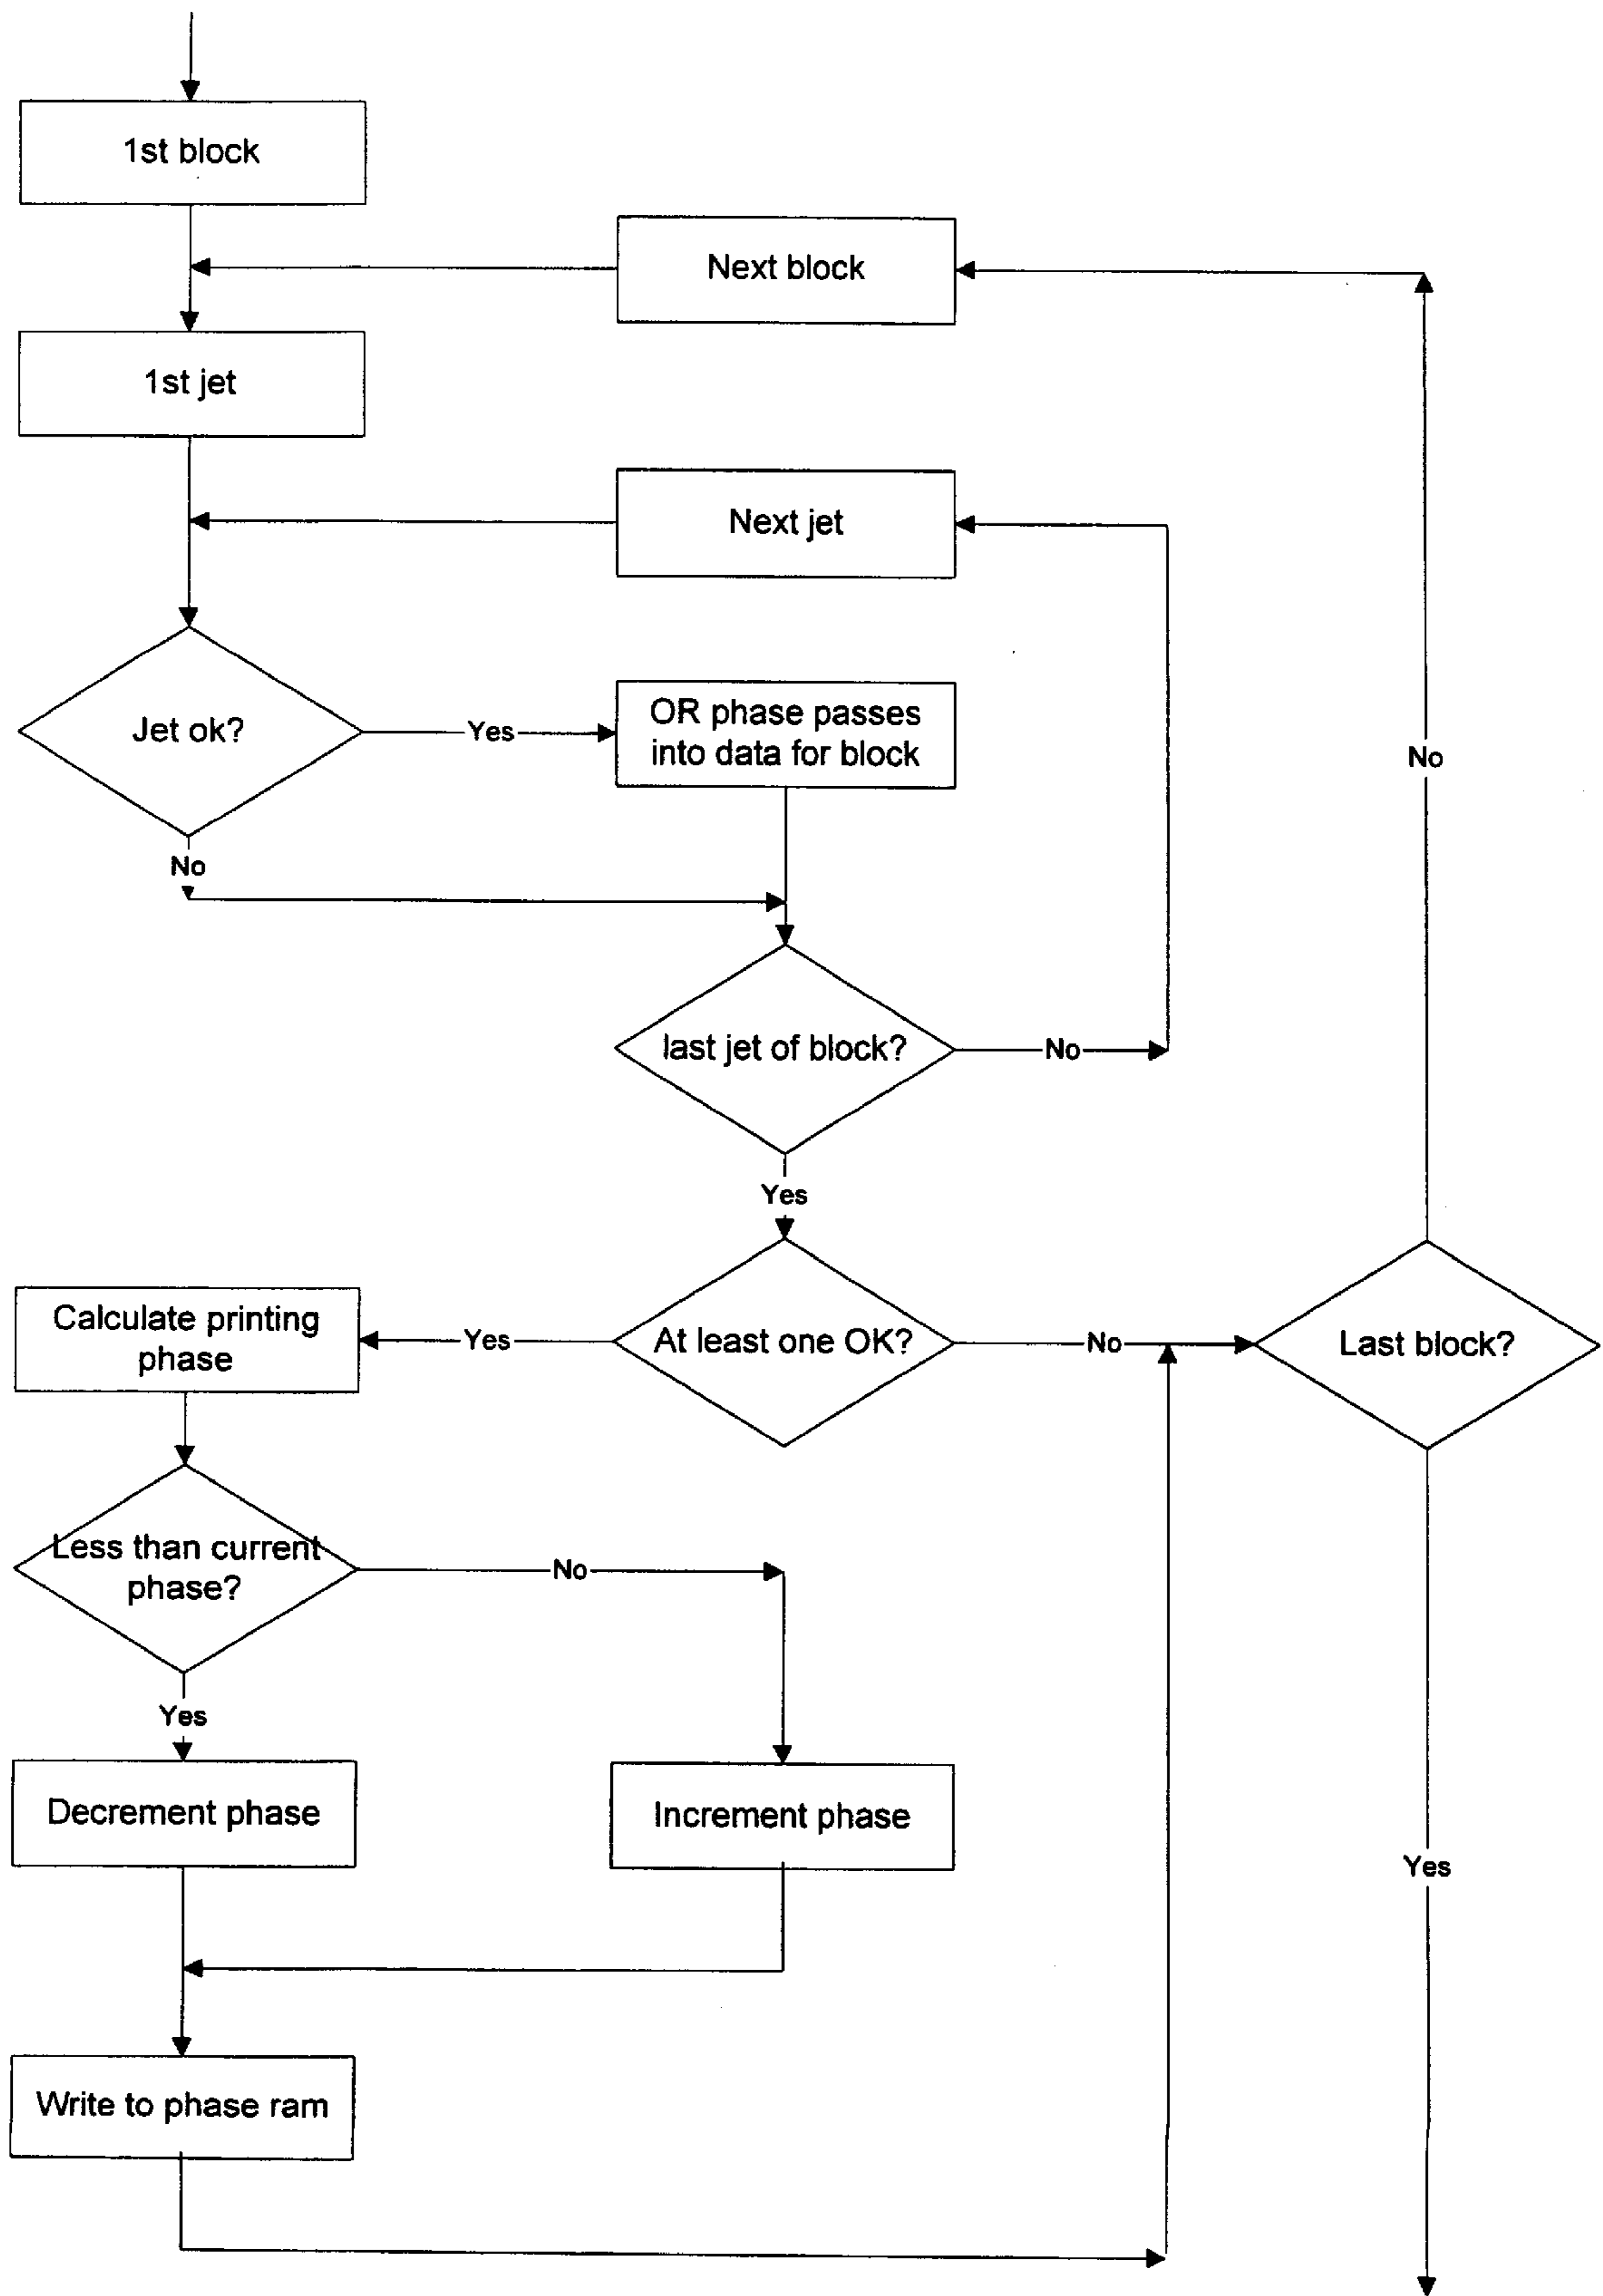 1st block
Next block
1st jet
Next jet
Jet ok?
Yes
OR phase passes
into data for block
No
No
last jet of block?
No
Yes
Calculate printing
phase
Yes
At least one OK?
No
Last block?
Less than current
phase?
No
Yes
Decrement phase
Increment phase
Yes
Write to phase ram